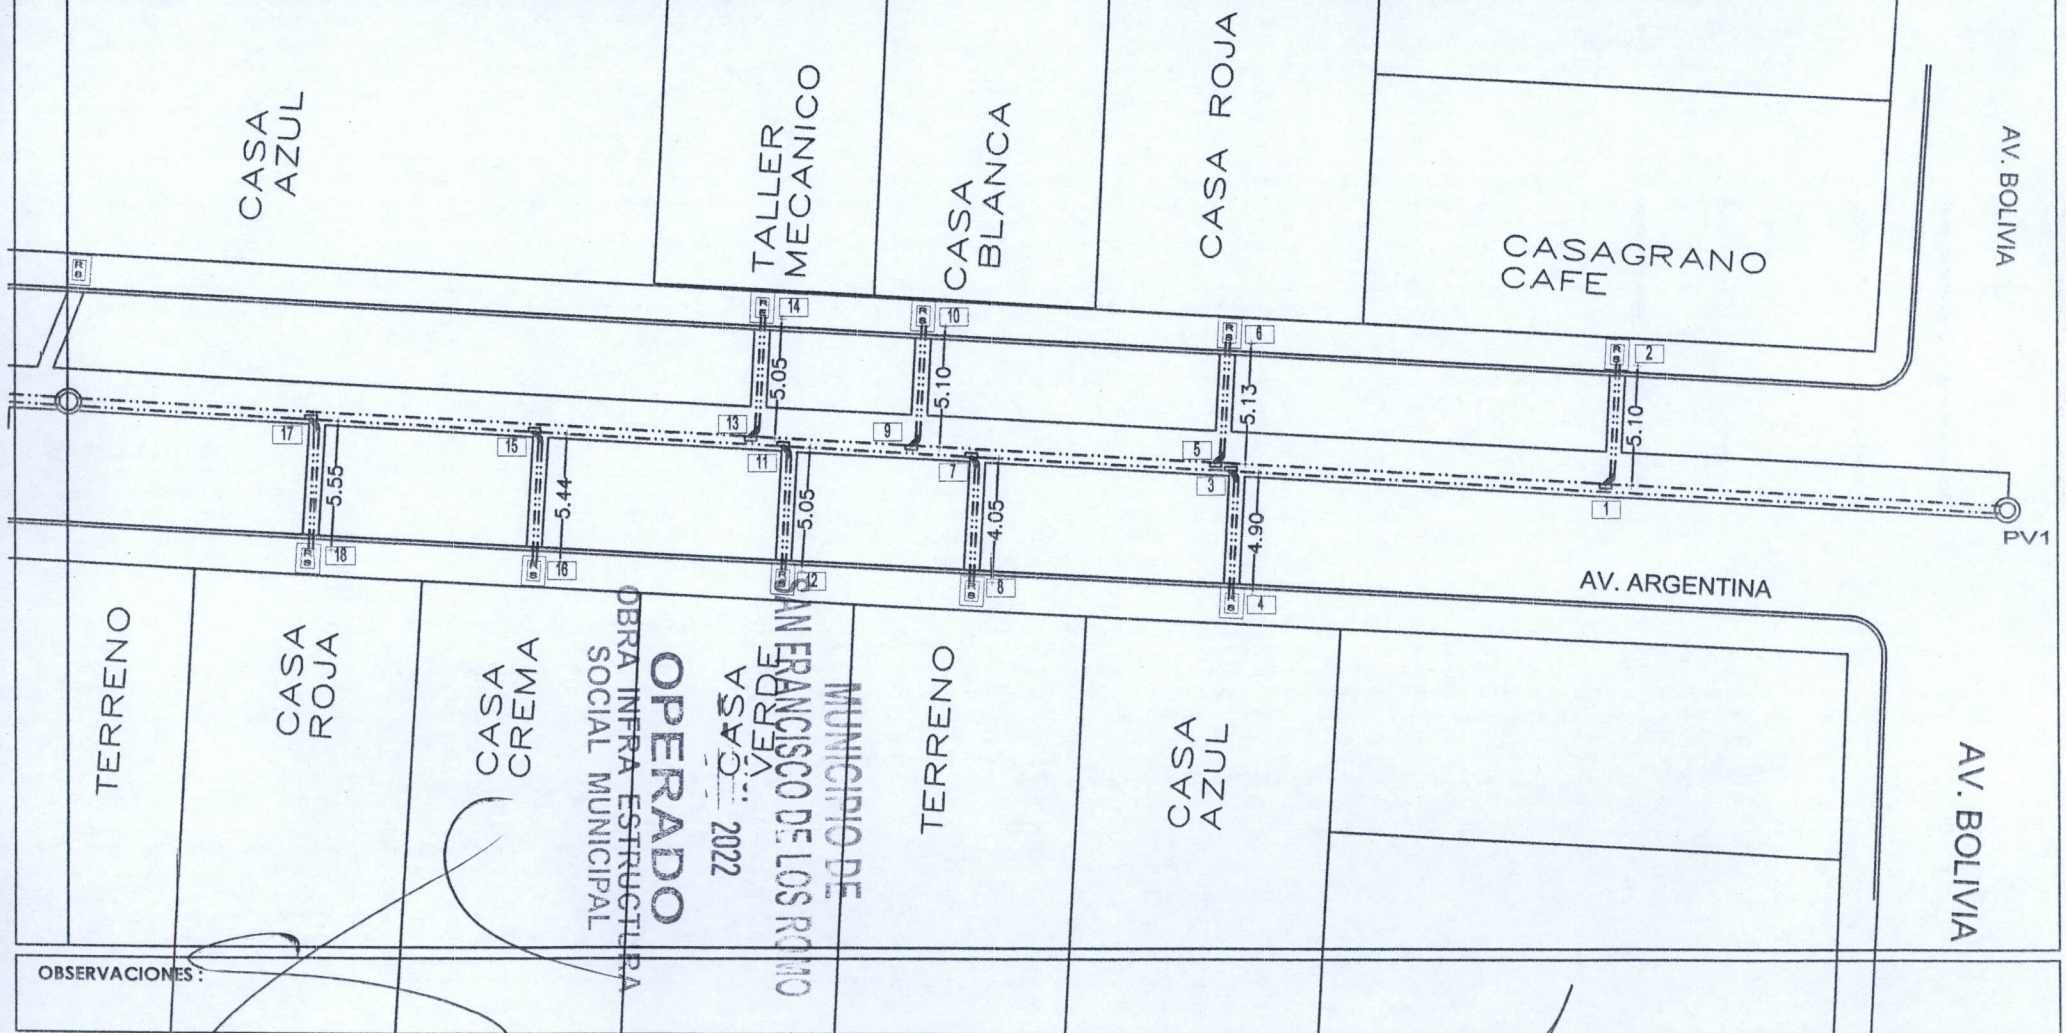 CASA
AZUL
TALLER
MECANICO
CASA
BLANCA
CASA ROJA
CASAGRANO
CAFE
AV. BOLIVIA
R
S
R
S
14
R
S
10
R
S
6
R
S
2
5.05
5.10
5.13
5.10
17
15
13
11
9
7
5
3
1
PV1
5.55
5.44
5.05
4.05
4.90
R
S
18
R
S
16
R
S
12
R
S
8
R
S
4
AV. ARGENTINA
TERRENO
CASA
ROJA
CASA
CREMA
CASA
VERDE
TERRENO
CASA
AZUL
AV. BOLIVIA
MUNICIPIO DE
SAN FRANCISCO DE LOS ROMO
2022
OPERADO
OBRA INFRA ESTRUCTURA
SOCIAL MUNICIPAL
OBSERVACIONES: